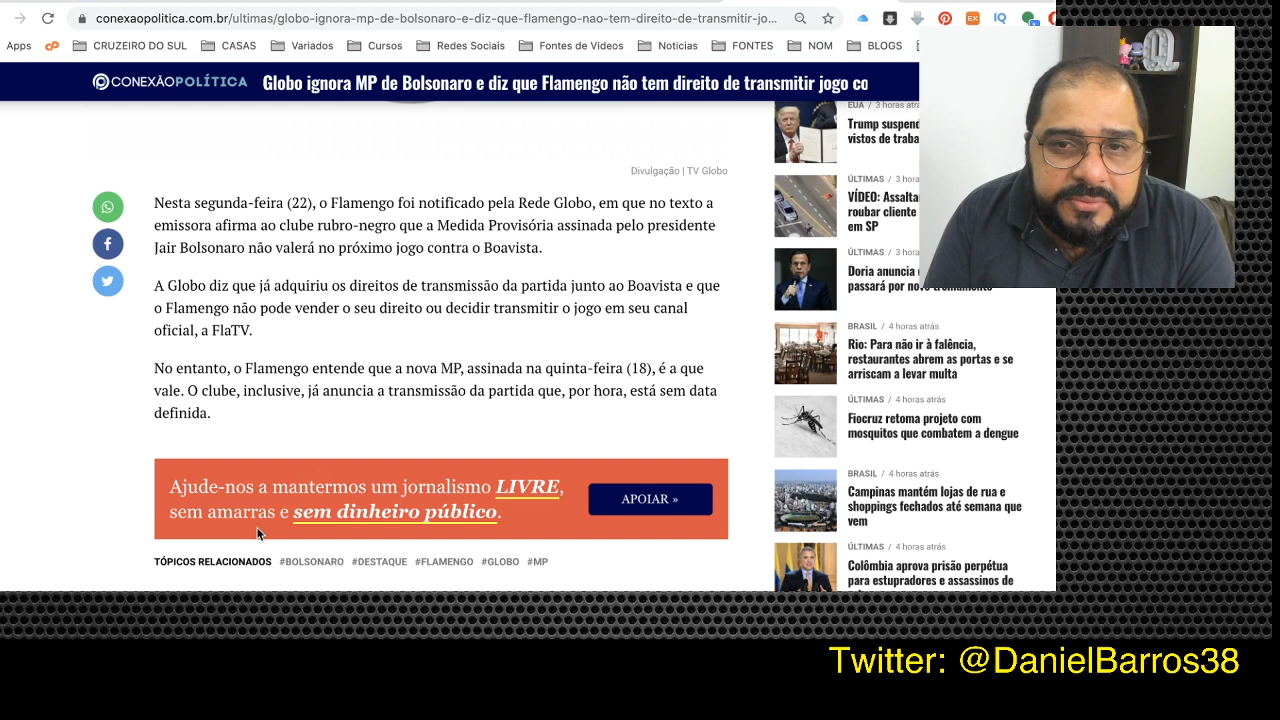 conexaopolitica.com.br/ultimas/globo-ignora-mp-de-bolsonaro-e-diz-que-flamengo-nao-tem-direito-de-transmitir-jo...
Apps
CRUZEIRO DO SUL
CASAS
Variados
Cursos
Redes Sociais
Fontes de Videos
Noticias
FONTES
NOM
BLOGS
CONEXÃOPOLÍTICA
Globo ignora MP de Bolsonaro e diz que Flamengo não tem direito de transmitir jogo co
Divulgação | TV Globo
Nesta segunda-feira (22), o Flamengo foi notificado pela Rede Globo, em que no texto a
emissora afirma ao clube rubro-negro que a Medida Provisória assinada pelo presidente
Jair Bolsonaro não valerá no próximo jogo contra o Boavista.
A Globo diz que já adquiriu os direitos de transmissão da partida junto ao Boavista e que
o Flamengo não pode vender o seu direito ou decidir transmitir o jogo em seu canal
oficial, a FlaTV.
No entanto, o Flamengo entende que a nova MP, assinada na quinta-feira (18), é a que
vale. O clube, inclusive, já anuncia a transmissão da partida que, por hora, está sem data
definida.
Ajude-nos a mantermos um jornalismo LIVRE,
sem amarras e sem dinheiro público.
APOIAR »
TÓPICOS RELACIONADOS #BOLSONARO #DESTAQUE #FLAMENGO #GLOBO #MP
EUA / 3 horas
Trump suspend
vistos de traba
ÚLTIMAS / 3 hora
VÍDEO: Assalta
roubar cliente
em SP
ÚLTIMAS / 3 hora
Doria anuncia
passará por novo treinamento
BRASIL / 4 horas atrás
Rio: Para não ir à falência,
restaurantes abrem as portas e se
arriscam a levar multa
ÚLTIMAS / 4 horas atrás
Fiocruz retoma projeto com
mosquitos que combatem a dengue
BRASIL / 4 horas atrás
Campinas mantém lojas de rua e
shoppings fechados até semana que
vem
ÚLTIMAS / 4 horas atrás
Colômbia aprova prisão perpétua
para estupradores e assassinos de
Twitter: @DanielBarros38